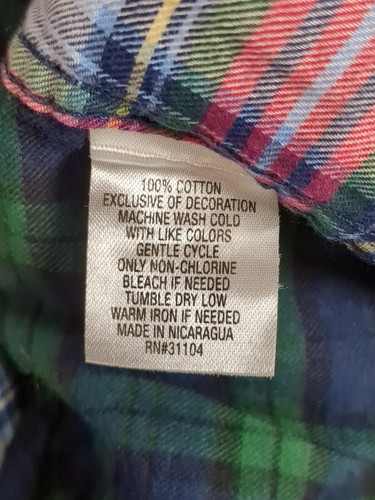 100% COTTON
EXCLUSIVE OF DECORATION
MACHINE WASH COLD
WITH LIKE COLORS
GENTLE CYCLE
ONLY NON-CHLORINE
BLEACH IF NEEDED
TUMBLE DRY LOW
WARM IRON IF NEEDED
MADE IN NICARAGUA
RN#31104